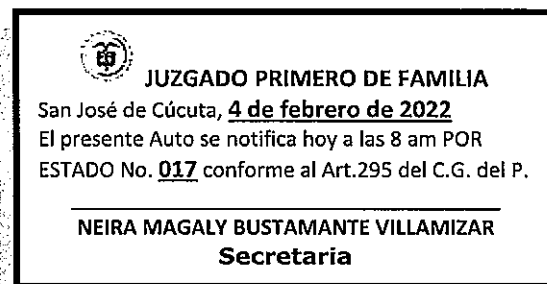 JUZGADO PRIMERO DE FAMILIA
San José de Cúcuta, 4 de febrero de 2022
El presente Auto se notifica hoy a las 8 am POR
ESTADO No. 017 conforme al Art.295 del C.G. del P.
NEIRA MAGALY BUSTAMANTE VILLAMIZAR
Secretaria